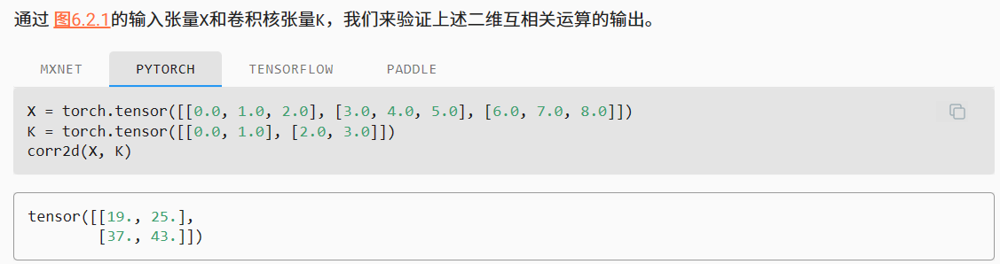 通过 图6.2.1的输入张量X和卷积核张量K，我们来验证上述二维互相关运算的输出。
MXNET PYTORCH TENSORFLOW PADDLE
X = torch.tensor([[0.0, 1.0, 2.0], [3.0, 4.0, 5.0], [6.0, 7.0, 8.0]])
K = torch.tensor([[0.0, 1.0], [2.0, 3.0]])
corr2d(X, K)
tensor([[19., 25.],
        [37., 43.]])